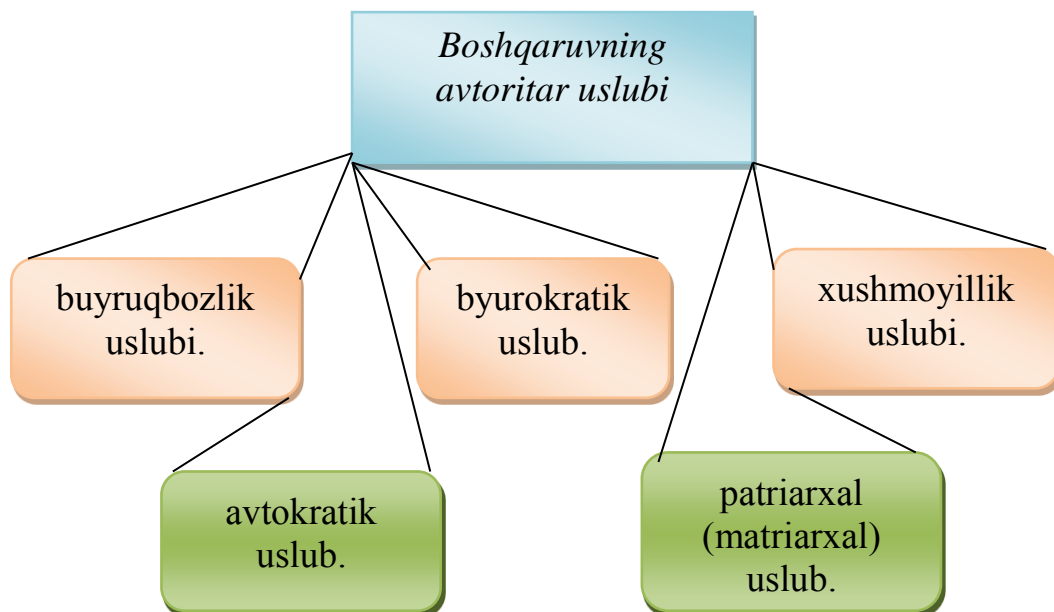 Boshqaruvning
avtoritar uslubi
buyruqbozlik
uslubi.
byurokratik
uslub.
xushmoyillik
uslubi.
avtokratik
uslub.
patriarxal
(matriarxal)
uslub.